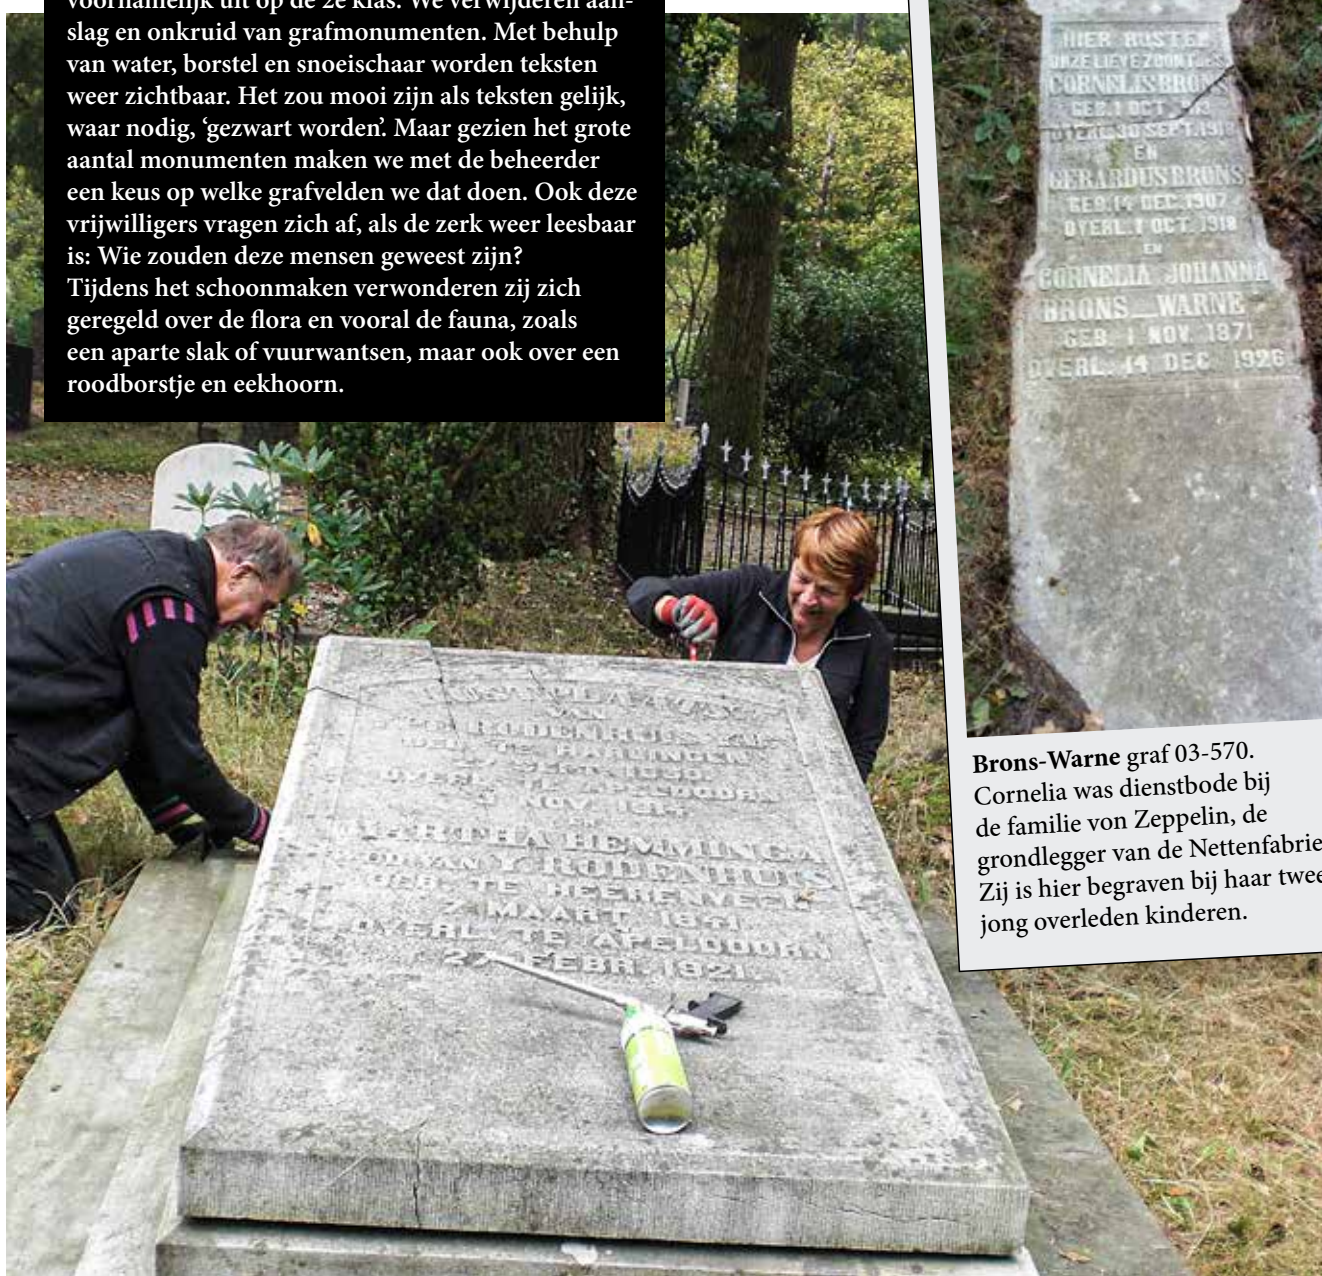 voornamelijk uit op de 2e klas. We verwijderen aan-
slag en onkruid van grafmonumenten. Met behulp
van water, borstel en snoeischaar worden teksten
weer zichtbaar. Het zou mooi zijn als teksten gelijk,
waar nodig, ‘gezwart worden’. Maar gezien het grote
aantal monumenten maken we met de beheerder
een keus op welke grafvelden we dat doen. Ook deze
vrijwilligers vragen zich af, als de zerk weer leesbaar
is: Wie zouden deze mensen geweest zijn?
Tijdens het schoonmaken verwonderen zij zich
geregeld over de flora en vooral de fauna, zoals
een aparte slak of vuurwantsen, maar ook over een
roodborstje en eekhoorn.
HIER RUSTEN
ONZE LIEVE ZOONTJES
CORNELIS BRONS
GEB. 1 OCT.
OVERL. 30 SEPT. 1918
EN
GERARDUS BRONS
GEB. 14 DEC. 1907
OVERL. 1 OCT. 1918
EN
CORNELIA JOHANNA
BRONS_WARNE
GEB. 1 NOV. 1871
OVERL. 14 DEC. 1926
Brons-Warne graf 03-570.
Cornelia was dienstbode bij
de familie von Zeppelin, de
grondlegger van de Nettenfabrie
Zij is hier begraven bij haar twee
jong overleden kinderen.
RUSTPLAATS
VAN
RODENHUIS
GEB. TE HARLINGEN
SEPT.
OVERL. TE APELDOORN
NOV. 1914
MARTHA HEMMINGA
VAN Y. RODENHUIS
GEB. TE HEERENVEEN
MAART 1851
OVERL. TE APELDOORN
27 FEBR. 1921.